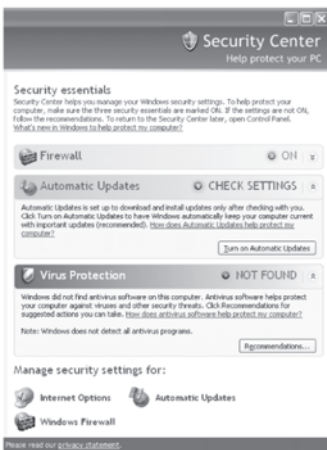 Security Center
Help protect your PC
Security essentials
Security Center helps you manage your Windows security settings. To help protect your
computer, make sure the three security essentials are marked ON. If the settings are not ON,
follow the recommendations. To return to the Security Center later, open Control Panel.
What's new in Windows to help protect my computer?
Firewall ON
Automatic Updates CHECK SETTINGS
Automatic Updates is set up to download and install updates only after checking with you.
Click Turn on Automatic Updates to have Windows automatically keep your computer current
with important updates (recommended). How does Automatic Updates help protect my
computer?
Turn on Automatic Updates
Virus Protection NOT FOUND
Windows did not find antivirus software on this computer. Antivirus software helps protect
your computer against viruses and other security threats. Click Recommendations for
suggested actions you can take. How does antivirus software help protect my computer?
Note: Windows does not detect all antivirus programs.
Recommendations...
Manage security settings for:
Internet Options Automatic Updates
Windows Firewall
Please read our privacy statement.